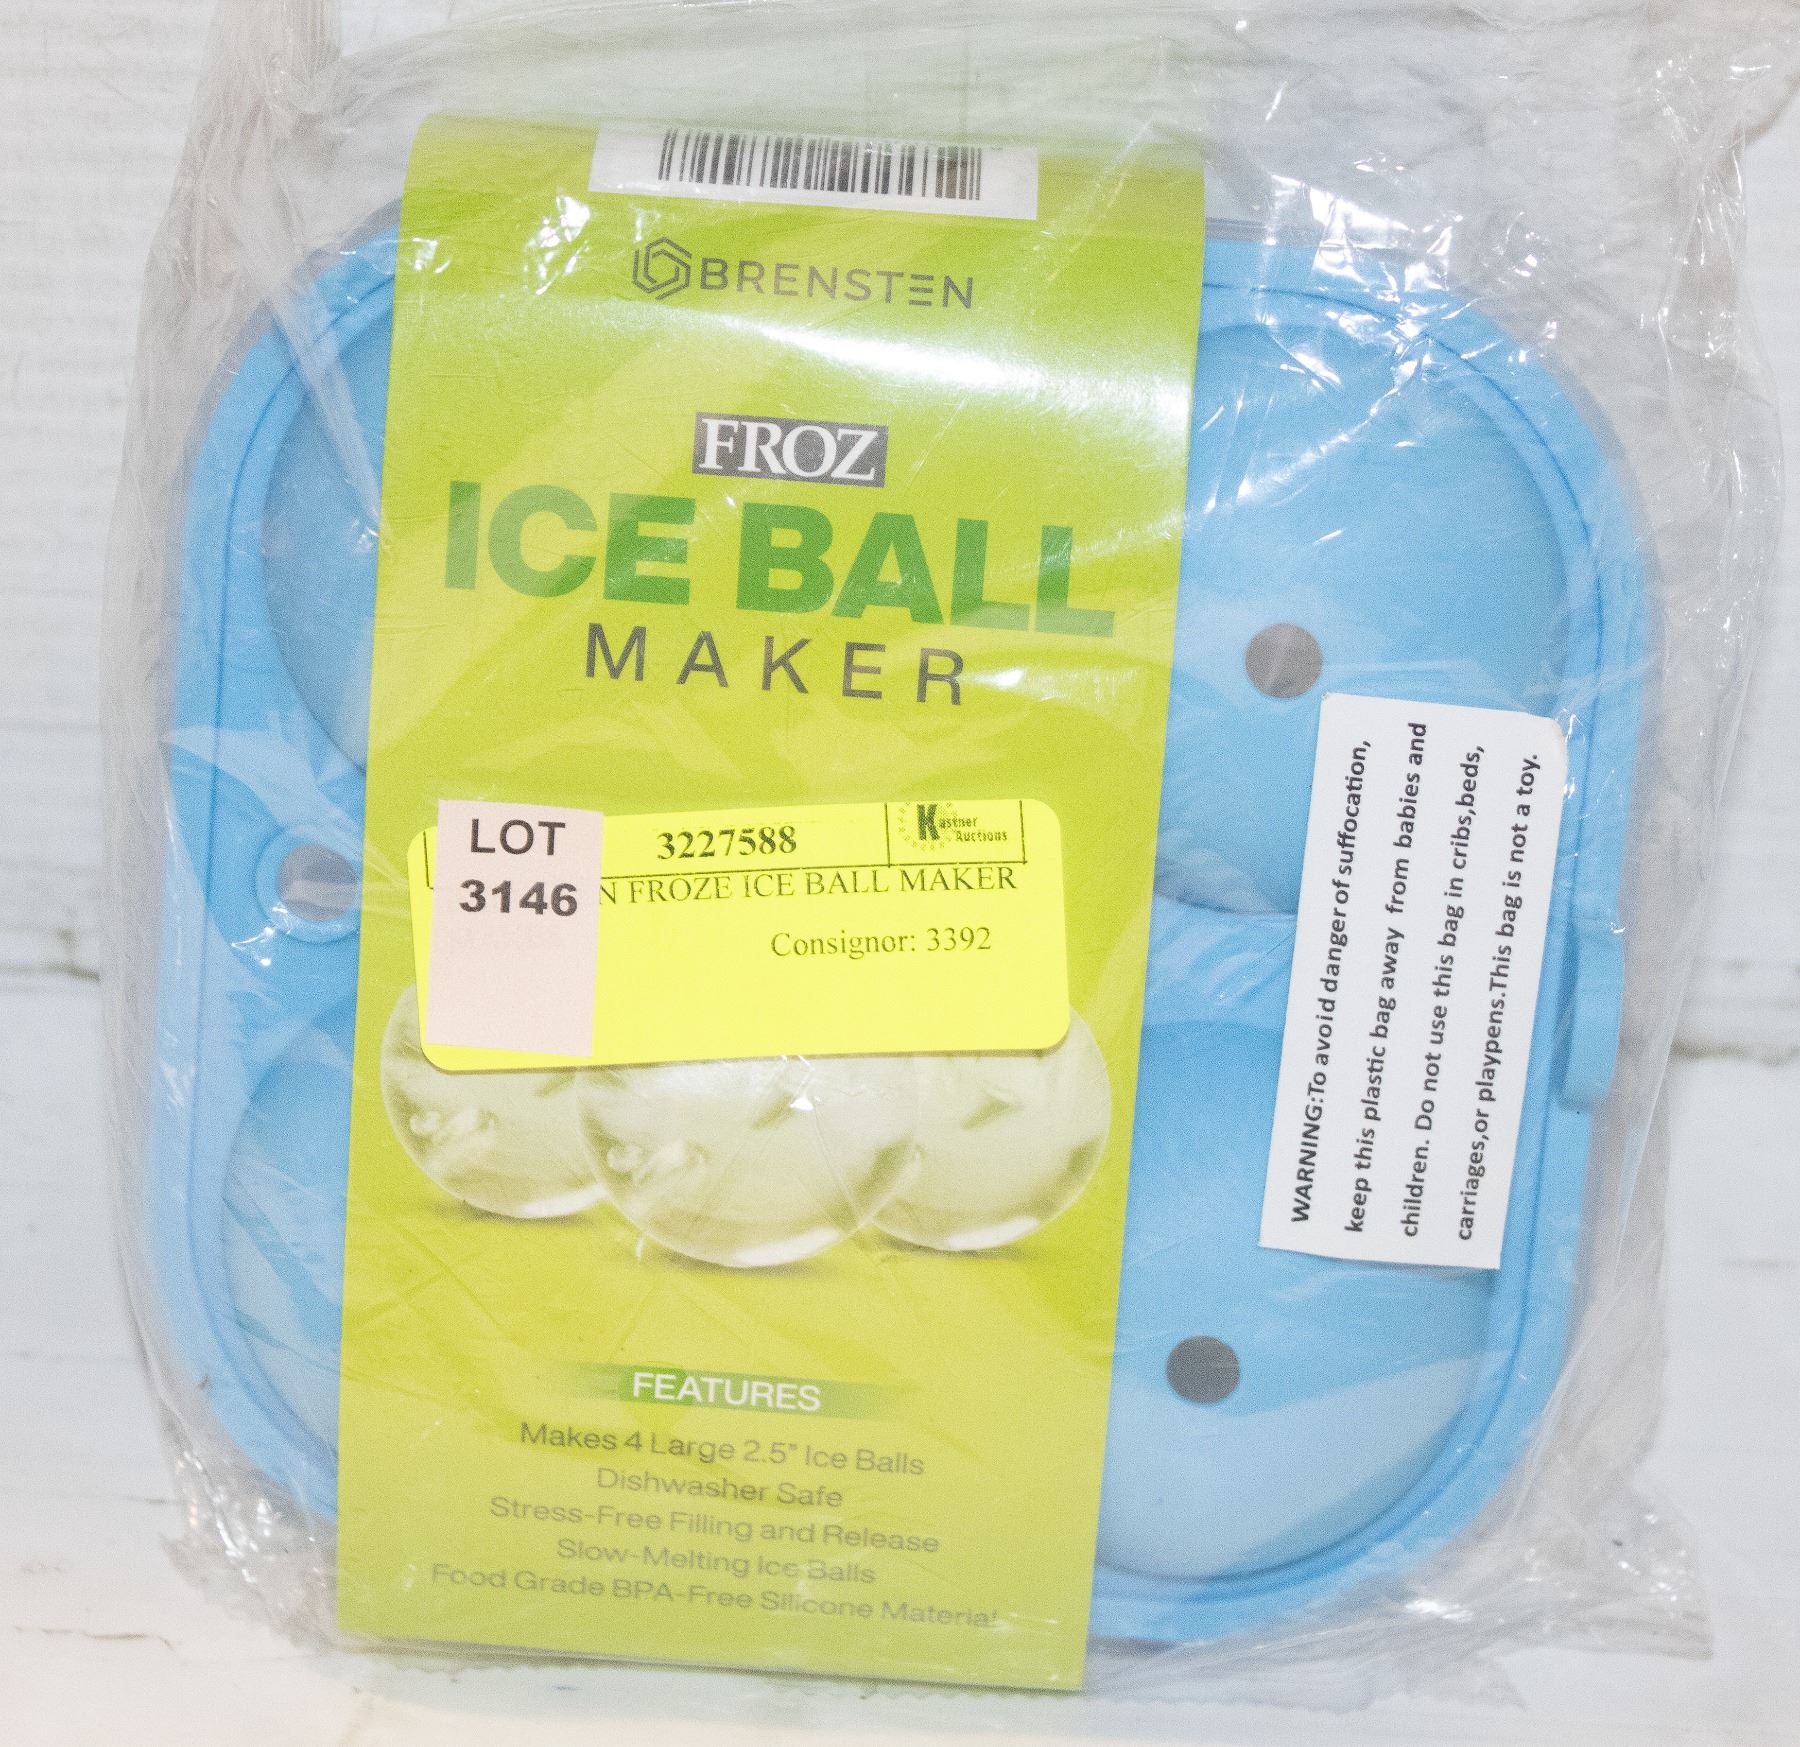 BRENSTEN
FROZ
ICE BALL
MAKER
LOT
3146
3227588
Kastner
Auctions
N FROZE ICE BALL MAKER
Consignor: 3392
FEATURES
Makes 4 Large 2.5" Ice Balls
Dishwasher Safe
Stress-Free Filling and Release
Slow-Melting Ice Balls
Food Grade BPA-Free Silicone Material
WARNING:To avoid danger of suffocation,
keep this plastic bag away from babies and
children. Do not use this bag in cribs,beds,
carriages,or playpens.This bag is not a toy.